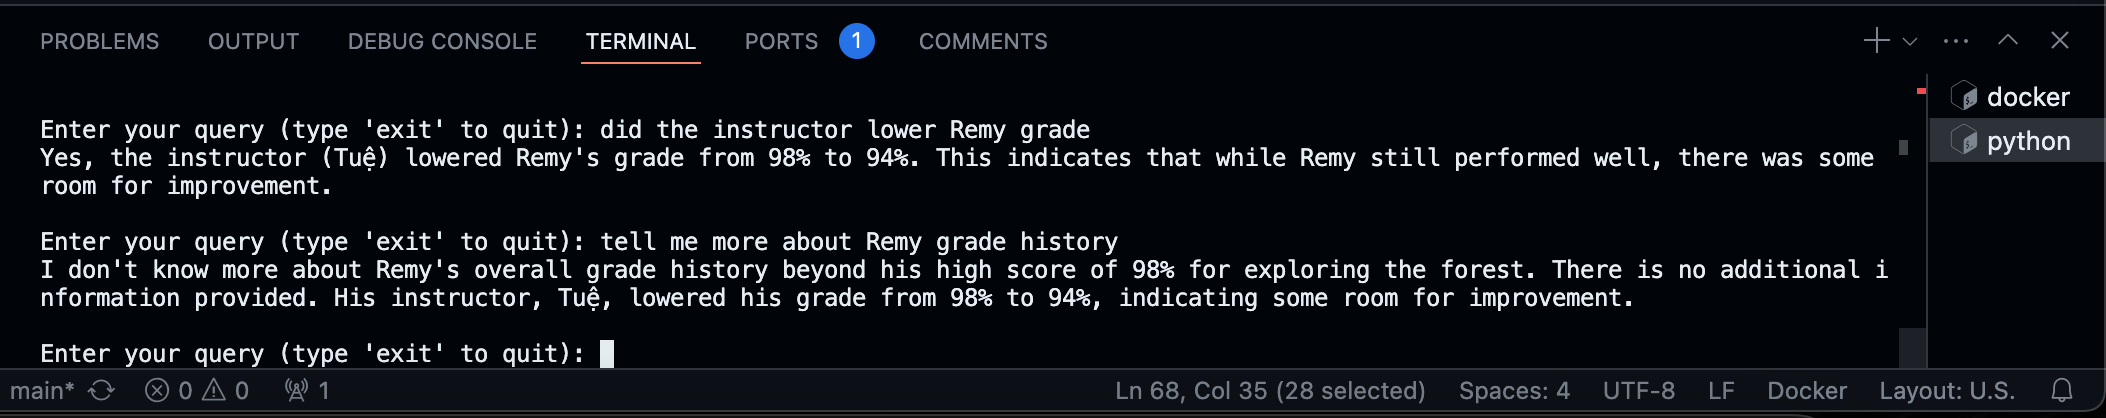 PROBLEMS OUTPUT DEBUG CONSOLE TERMINAL PORTS 1 COMMENTS
docker
python
Enter your query (type 'exit' to quit): did the instructor lower Remy grade
Yes, the instructor (Tuệ) lowered Remy's grade from 98% to 94%. This indicates that while Remy still performed well, there was some
room for improvement.
Enter your query (type 'exit' to quit): tell me more about Remy grade history
I don't know more about Remy's overall grade history beyond his high score of 98% for exploring the forest. There is no additional i
nformation provided. His instructor, Tuệ, lowered his grade from 98% to 94%, indicating some room for improvement.
Enter your query (type 'exit' to quit):
main* 0 0 1 Ln 68, Col 35 (28 selected) Spaces: 4 UTF-8 LF Docker Layout: U.S.